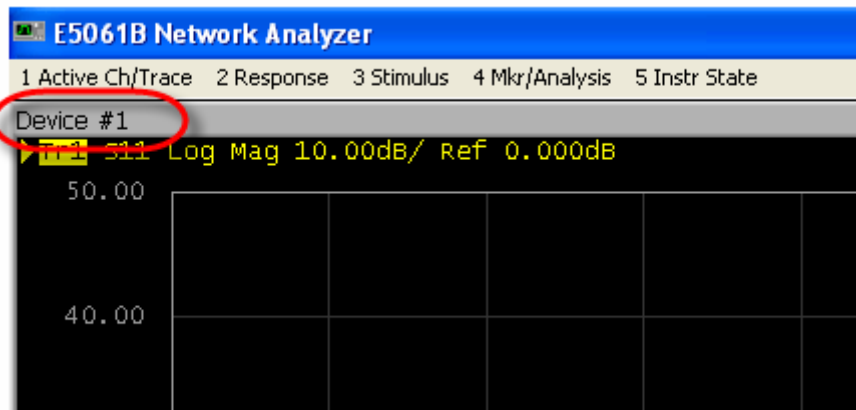 E5061B Network Analyzer
1 Active Ch/Trace 2 Response 3 Stimulus 4 Mkr/Analysis 5 Instr State
Device #1
Tr1 S11 Log Mag 10.00dB/ Ref 0.000dB
50.00
40.00